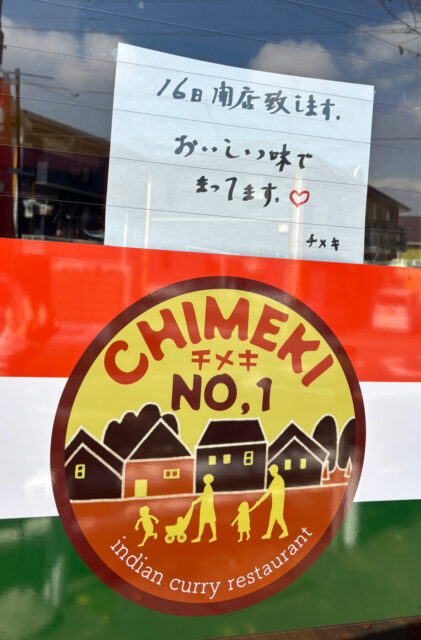 16日開店致します。
おいしいっ味で
まってます。♡
チメキ
CHIMEKI
チメキ
NO,1
indian curry restaurant